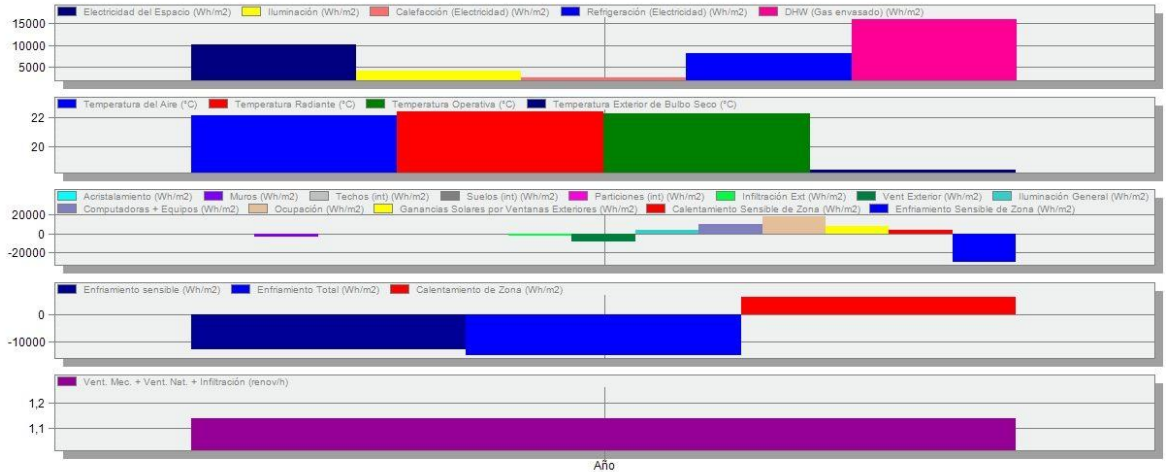 Electricidad del Espacio (Wh/m2) Iluminación (Wh/m2) Calefacción (Electricidad) (Wh/m2) Refrigeración (Electricidad) (Wh/m2) DHW (Gas envasado) (Wh/m2)
15000
10000
5000
Temperatura del Aire (°C) Temperatura Radiante (°C) Temperatura Operativa (°C) Temperatura Exterior de Bulbo Seco (°C)
22
20
Acristalamiento (Wh/m2) Muros (Wh/m2) Techos (int) (Wh/m2) Suelos (int) (Wh/m2) Particiones (int) (Wh/m2) Infiltración Ext (Wh/m2) Vent Exterior (Wh/m2) Iluminación General (Wh/m2)
Computadoras + Equipos (Wh/m2) Ocupación (Wh/m2) Ganancias Solares por Ventanas Exteriores (Wh/m2) Calentamiento Sensible de Zona (Wh/m2) Enfriamiento Sensible de Zona (Wh/m2)
20000
0
-20000
Enfriamiento sensible (Wh/m2) Enfriamiento Total (Wh/m2) Calentamiento de Zona (Wh/m2)
0
-10000
Vent. Mec. + Vent. Nat. + Infiltración (renov/h)
1,2
1,1
Año